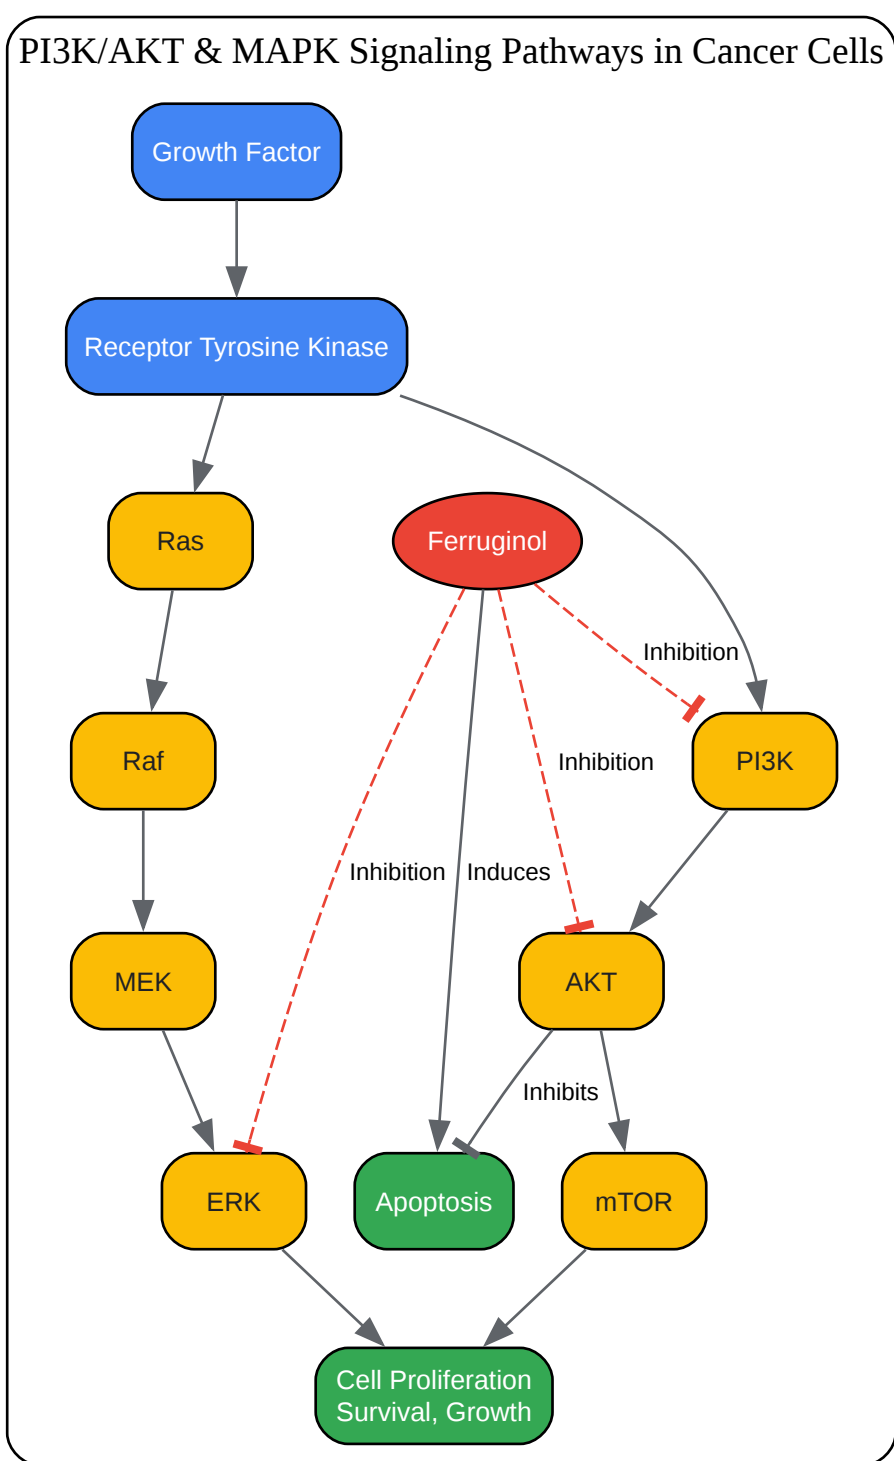 PI3K/AKT & MAPK Signaling Pathways in Cancer Cells
Growth Factor
Receptor Tyrosine Kinase
Ras
Ferruginol
Inhibition
Raf
Inhibition
PI3K
Inhibition
Induces
MEK
AKT
Inhibits
ERK
Apoptosis
mTOR
Cell Proliferation
Survival, Growth